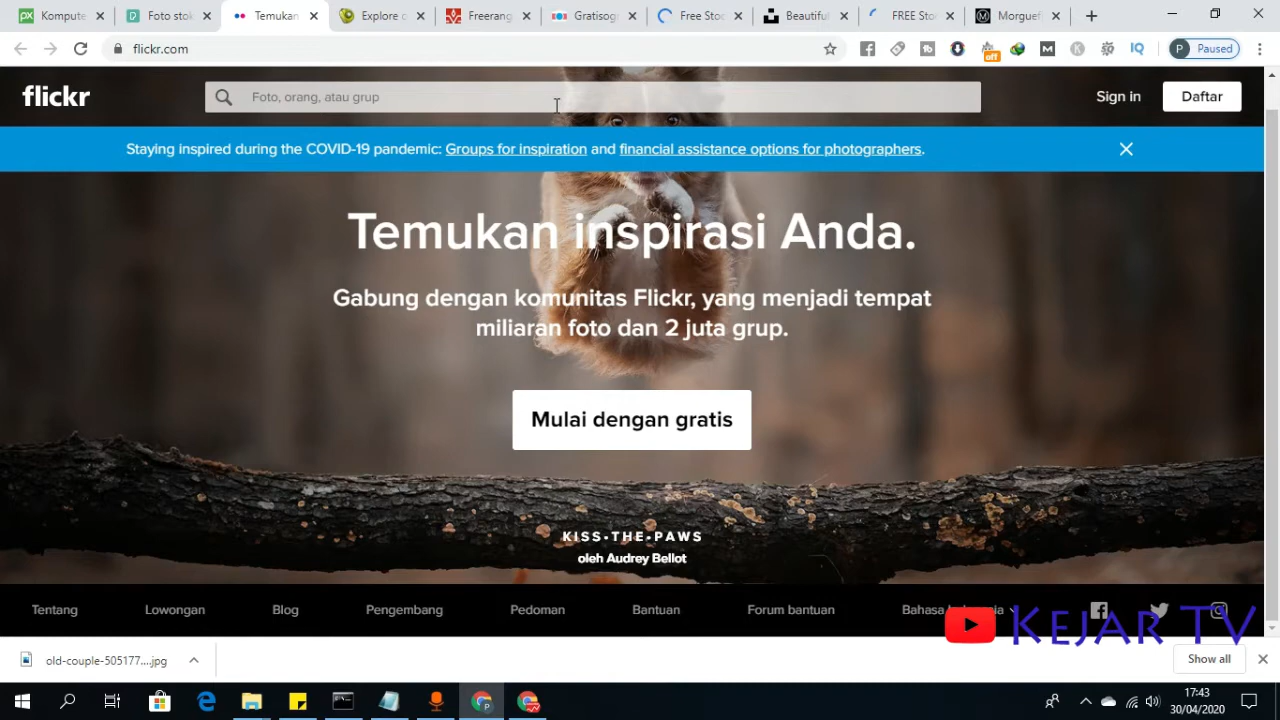 Kompute
Foto stok
Temukan
Explore c
Freerang
Gratisog
Free Stoc
Beautiful
FREE Sto
Morguef
flickr.com
off
M
K
IQ
P Paused
flickr
Foto, orang, atau grup
Sign in
Daftar
Staying inspired during the COVID-19 pandemic: Groups for inspiration and financial assistance options for photographers.
Temukan inspirasi Anda.
Gabung dengan komunitas Flickr, yang menjadi tempat
miliaran foto dan 2 juta grup.
Mulai dengan gratis
KISS-THE-PAWS
oleh Audrey Bellot
Tentang
Lowongan
Blog
Pengembang
Pedoman
Bantuan
Forum bantuan
Bahasa Indonesia
KEJAR TV
old-couple-505177....jpg
Show all
17:43
30/04/2020